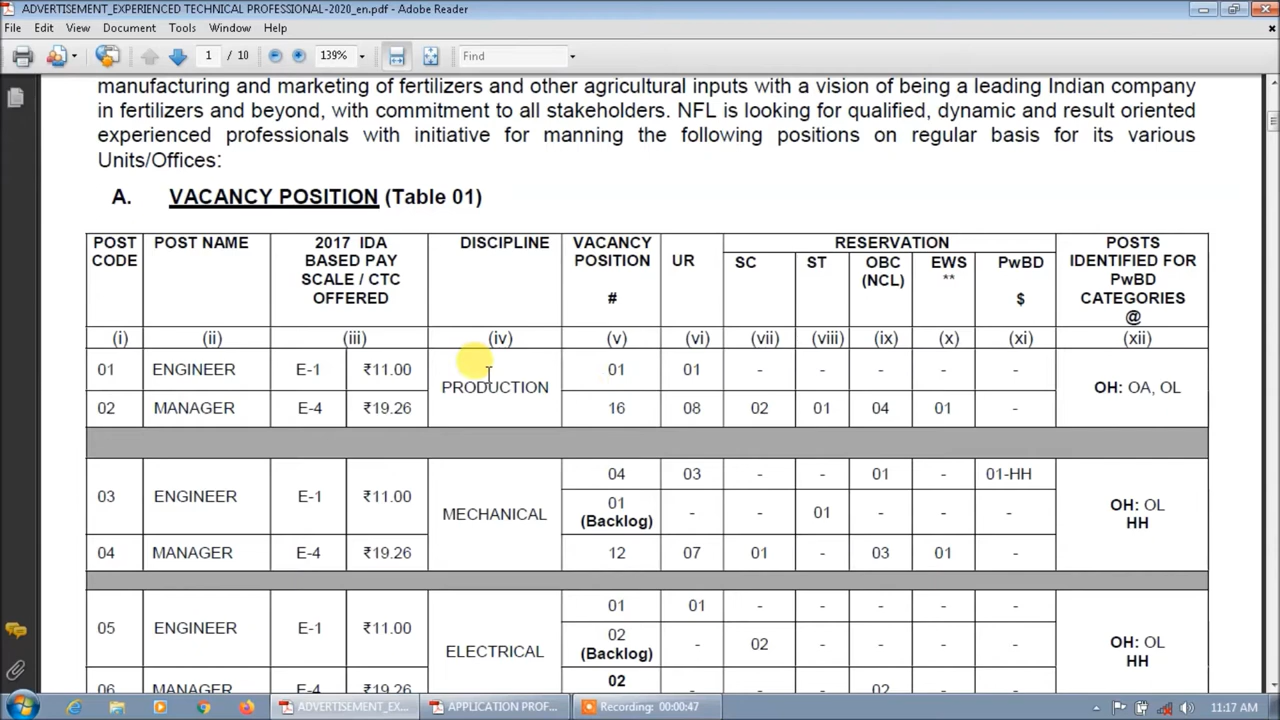 ADVERTISEMENT_EXPERIENCED TECHNICAL PROFESSIONAL-2020_en.pdf - Adobe Reader
File Edit View Document Tools Window Help
1 / 10 139% Find
manufacturing and marketing of fertilizers and other agricultural inputs with a vision of being a leading Indian company
in fertilizers and beyond, with commitment to all stakeholders. NFL is looking for qualified, dynamic and result oriented
experienced professionals with initiative for manning the following positions on regular basis for its various
Units/Offices:
A. VACANCY POSITION (Table 01)
POST CODE POST NAME 2017 IDA BASED PAY SCALE / CTC OFFERED DISCIPLINE VACANCY POSITION # UR RESERVATION POSTS IDENTIFIED FOR PwBD CATEGORIES @
SC ST OBC (NCL) EWS ** PwBD $
(i) (ii) (iii) (iv) (v) (vi) (vii) (viii) (ix) (x) (xi) (xii)
01 ENGINEER E-1 ₹11.00 PRODUCTION 01 01 - - - - - OH: OA, OL
02 MANAGER E-4 ₹19.26 16 08 02 01 04 01 -
03 ENGINEER E-1 ₹11.00 MECHANICAL 04 03 - - 01 - 01-HH OH: OL HH
01 (Backlog) - - 01 - - -
04 MANAGER E-4 ₹19.26 12 07 01 - 03 01 -
05 ENGINEER E-1 ₹11.00 ELECTRICAL 01 01 - - - - - OH: OL HH
02 (Backlog) - 02 - - - -
06 MANAGER E-4 ₹19.26 02 - - - 02 - -
ADVERTISEMENT_EX... APPLICATION PROF... Recording: 00:00:47 11:17 AM